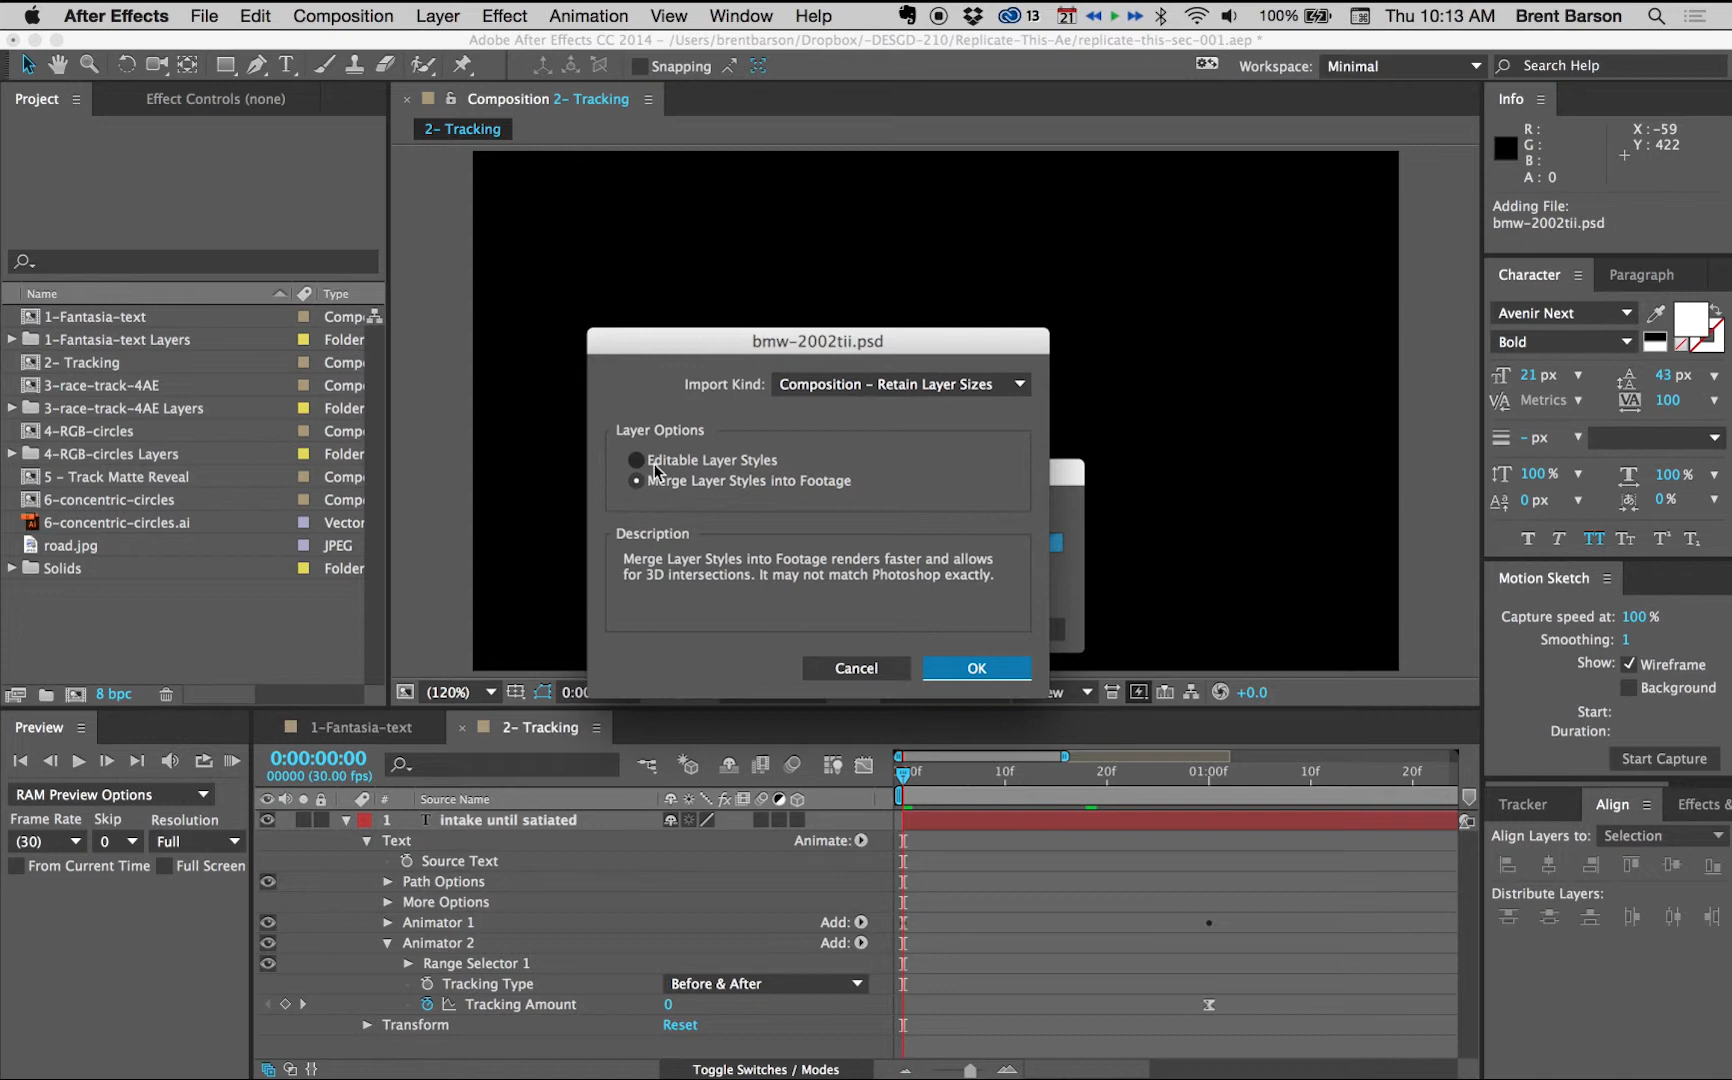 After Effects File Edit Composition Layer Effect Animation View Window Help 13 21 100% Thu 10:13 AM Brent Barson
Adobe After Effects CC 2014 – /Users/brentbarson/Dropbox/-DESGD-210/Replicate-This-Ae/replicate-this-sec-001.aep *
Snapping Workspace: Minimal Search Help
Project Effect Controls (none) Composition 2- Tracking
2- Tracking
Name Type
1-Fantasia-text Comp
1-Fantasia-text Layers Folder
2- Tracking Comp
3-race-track-4AE Comp
3-race-track-4AE Layers Folder
4-RGB-circles Comp
4-RGB-circles Layers Folder
5 - Track Matte Reveal Comp
6-concentric-circles Comp
Ai 6-concentric-circles.ai Vector
road.jpg JPEG
Solids Folder
8 bpc
bmw-2002tii.psd
Import Kind: Composition – Retain Layer Sizes
Layer Options
Editable Layer Styles
Merge Layer Styles into Footage
Description
Merge Layer Styles into Footage renders faster and allows
for 3D intersections. It may not match Photoshop exactly.
Cancel OK
(120%) 0:00 ew +0.0
Info
R: X: -59
G: Y: 422
B:
A: 0
Adding File:
bmw-2002tii.psd
Character Paragraph
Avenir Next
Bold
21 px 43 px
Metrics 100
- px
100 % 100 %
0 px 0 %
T T TT Tт T¹ T₁
Motion Sketch
Capture speed at: 100 %
Smoothing: 1
Show: Wireframe
Background
Start:
Duration:
Start Capture
Tracker Align Effects &
Align Layers to: Selection
Distribute Layers:
Preview
RAM Preview Options
Frame Rate Skip Resolution
(30) 0 Full
From Current Time Full Screen
1-Fantasia-text 2- Tracking
0:00:00:00
00000 (30.00 fps)
00f 10f 20f 01:00f 10f 20f
# Source Name fx
1 T intake until satiated
Text Animate:
Source Text
Path Options
More Options
Animator 1 Add:
Animator 2 Add:
Range Selector 1
Tracking Type Before & After
Tracking Amount 0
Transform Reset
Toggle Switches / Modes